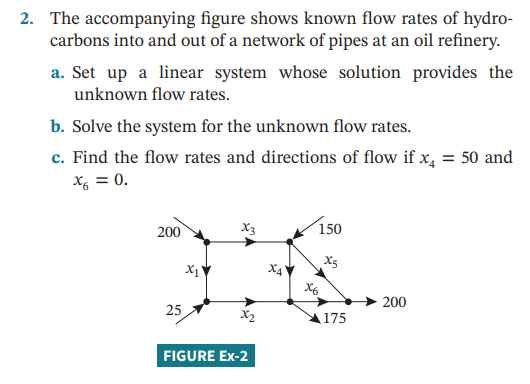 2. The accompanying figure shows known flow rates of hydro-
carbons into and out of a network of pipes at an oil refinery.
a. Set up a linear system whose solution provides the
unknown flow rates.
b. Solve the system for the unknown flow rates.
c. Find the flow rates and directions of flow if x₄ = 50 and
x₆ = 0.
200
x₃
150
x₁
x₄
x₅
x₆
200
25
x₂
175
FIGURE Ex-2